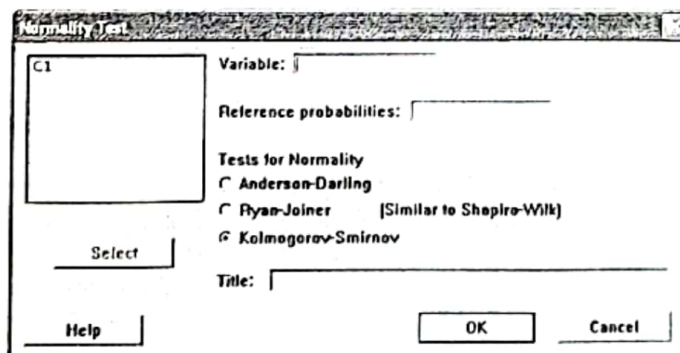 Normality Test
C1
Variable:
Reference probabilities:
Tests for Normality
Anderson-Darling
Ryan-Joiner (Similar to Shapiro-Wilk)
Kolmogorov-Smirnov
Select
Title:
Help
OK
Cancel